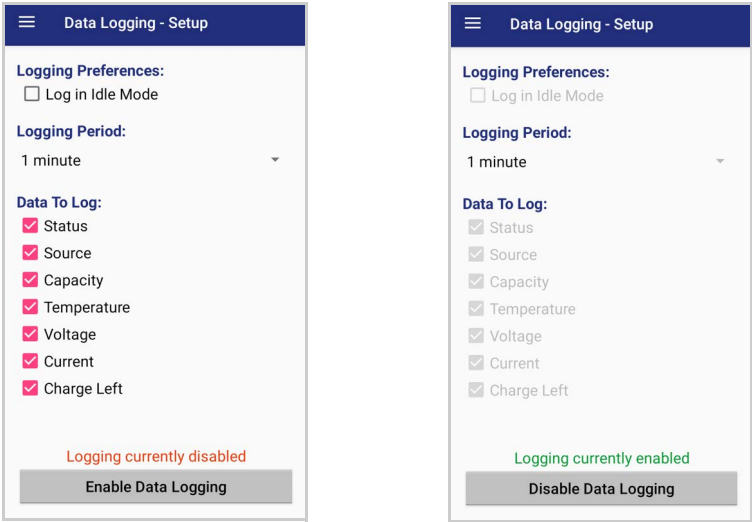 Data Logging - Setup
Logging Preferences:
Log in Idle Mode
Logging Period:
1 minute
Data To Log:
Status
Source
Capacity
Temperature
Voltage
Current
Charge Left
Logging currently disabled
Enable Data Logging
Data Logging - Setup
Logging Preferences:
Log in Idle Mode
Logging Period:
1 minute
Data To Log:
Status
Source
Capacity
Temperature
Voltage
Current
Charge Left
Logging currently enabled
Disable Data Logging